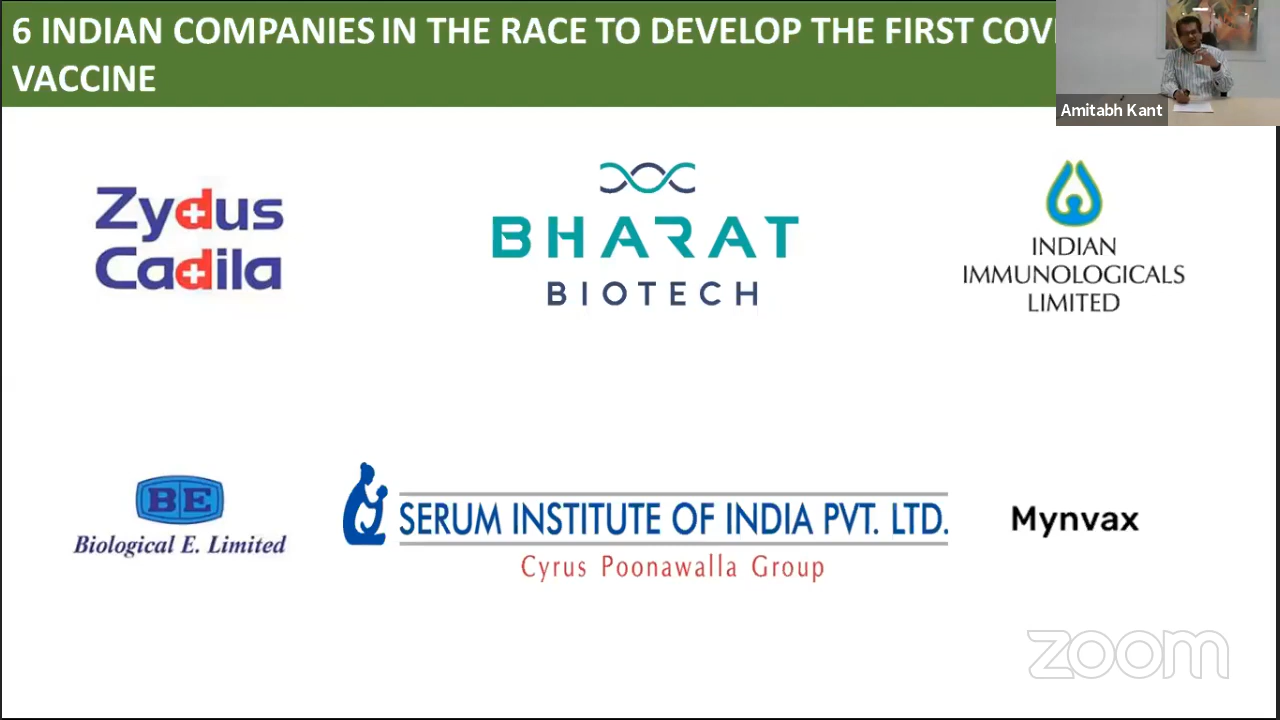 6 INDIAN COMPANIES IN THE RACE TO DEVELOP THE FIRST
VACCINE
Amitabh Kant
Zydus
Cadila
BHARAT
BIOTECH
INDIAN
IMMUNOLOGICALS
LIMITED
BE
Biological E. Limited
SERUM INSTITUTE OF INDIA PVT. LTD.
Cyrus Poonawalla Group
Mynvax
zoom